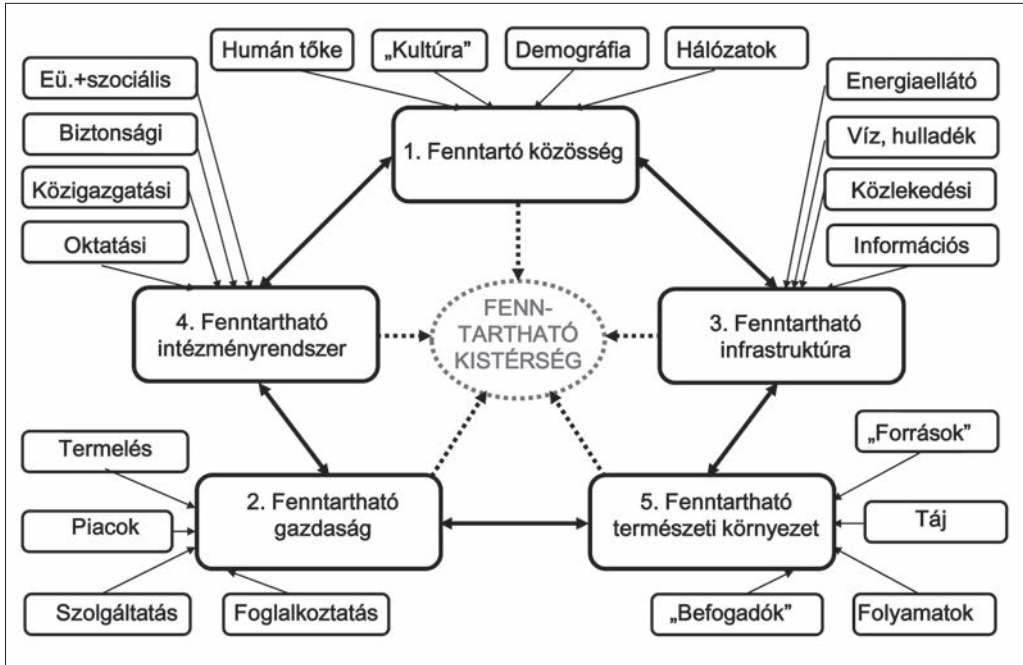 Humán tőke
„Kultúra”
Demográfia
Hálózatok
Eü.+szociális
Biztonsági
Közigazgatási
Oktatási
Energiaellátó
Víz, hulladék
Közlekedési
Információs
1. Fenntartó közösség
4. Fenntartható
intézményrendszer
FENN-
TARTHATÓ
KISTÉRSÉG
3. Fenntartható
infrastruktúra
Termelés
Piacok
Szolgáltatás
Foglalkoztatás
2. Fenntartható
gazdaság
5. Fenntartható
természeti környezet
„Források”
Táj
„Befogadók”
Folyamatok